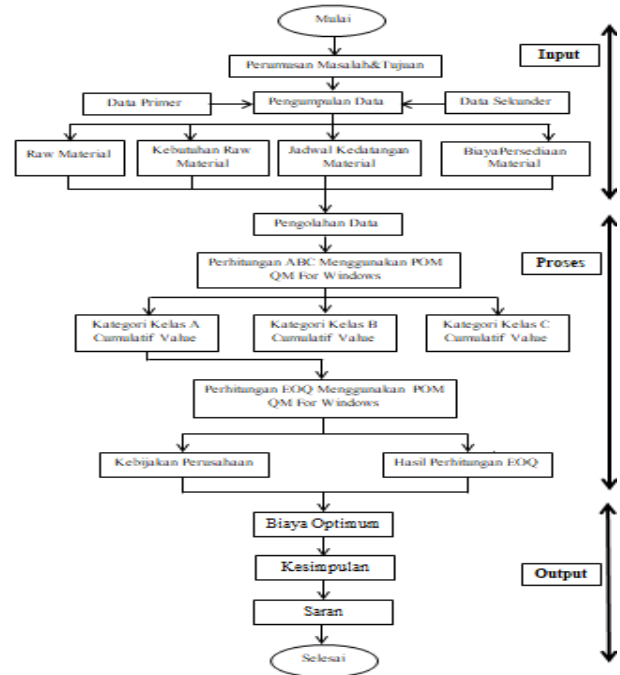 Mulai
Input
Perumusan Masalah&Tujuan
Data Primer
Pengumpulan Data
Data Sekunder
Raw Material
Kebutuhan Raw
Material
Jadwal Kedatangan
Material
BiayaPersediaan
Material
Pengolahan Data
Perhitungan ABC Menggunakan POM
QM For Windows
Proses
Kategori Kelas A
Cumulatif Value
Kategori Kelas B
Cumulatif Value
Kategori Kelas C
Cumulatif Value
Perhitungan EOQ Menggunakan POM
QM For Windows
Kebijakan Perusahaan
Hasil Perhitungan EOQ
Biaya Optimum
Kesimpulan
Output
Saran
Selesai